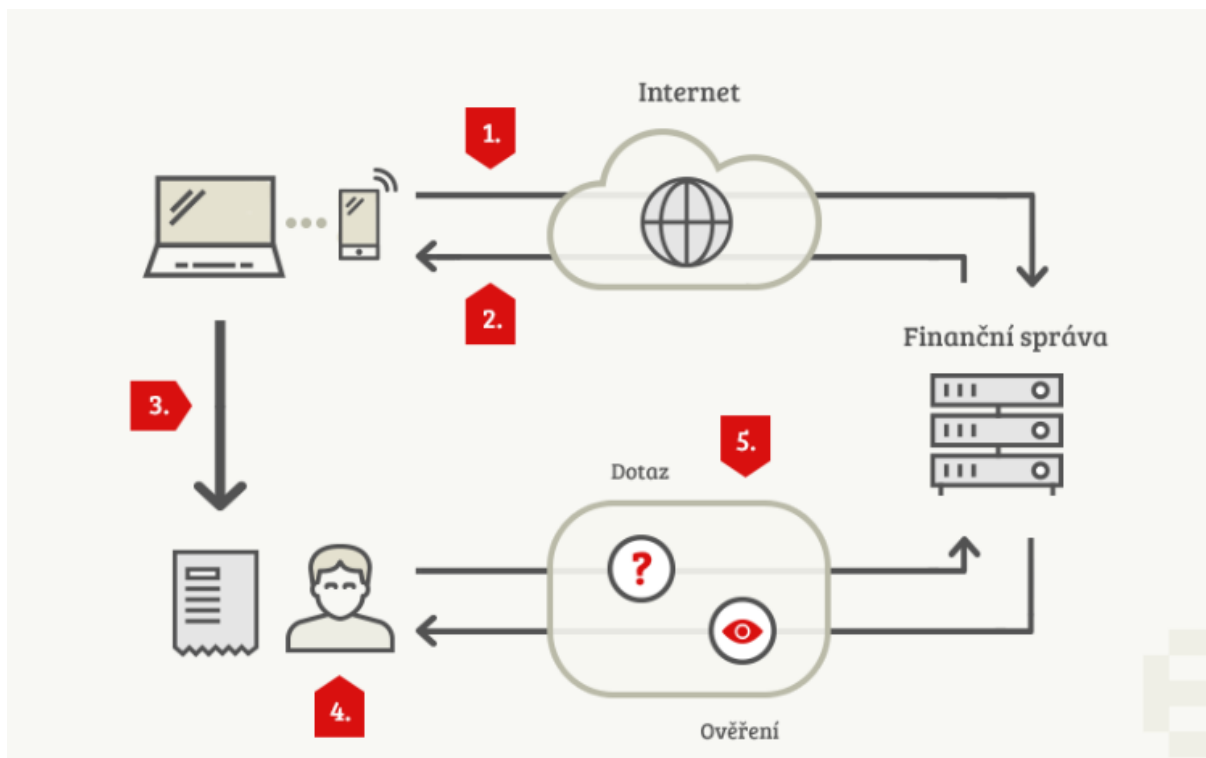 Internet
1.
2.
Finanční správa
3.
5.
Dotaz
?
4.
Ověření